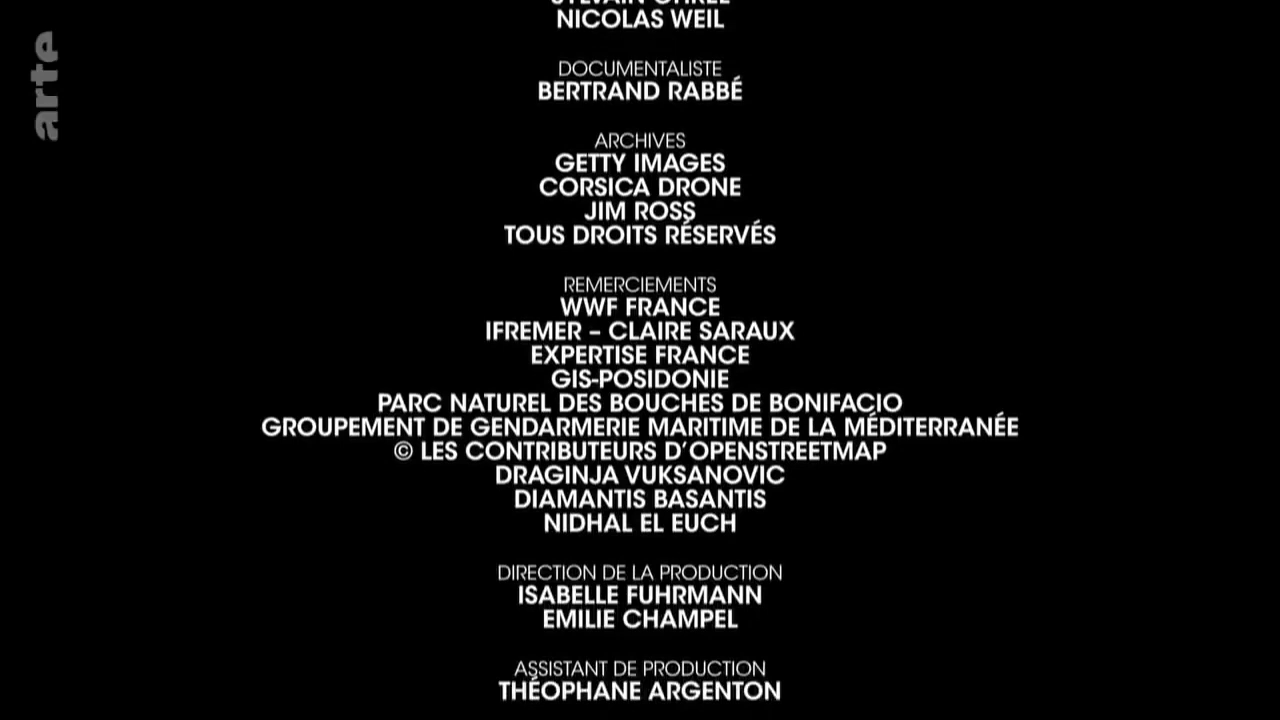 NICOLAS WEIL
DOCUMENTALISTE
BERTRAND RABBÉ
ARCHIVES
GETTY IMAGES
CORSICA DRONE
JIM ROSS
TOUS DROITS RÉSERVÉS
REMERCIEMENTS
WWF FRANCE
IFREMER – CLAIRE SARAUX
EXPERTISE FRANCE
GIS-POSIDONIE
PARC NATUREL DES BOUCHES DE BONIFACIO
GROUPEMENT DE GENDARMERIE MARITIME DE LA MÉDITERRANÉE
© LES CONTRIBUTEURS D'OPENSTREETMAP
DRAGINJA VUKSANOVIC
DIAMANTIS BASANTIS
NIDHAL EL EUCH
DIRECTION DE LA PRODUCTION
ISABELLE FUHRMANN
EMILIE CHAMPEL
ASSISTANT DE PRODUCTION
THÉOPHANE ARGENTON
arte